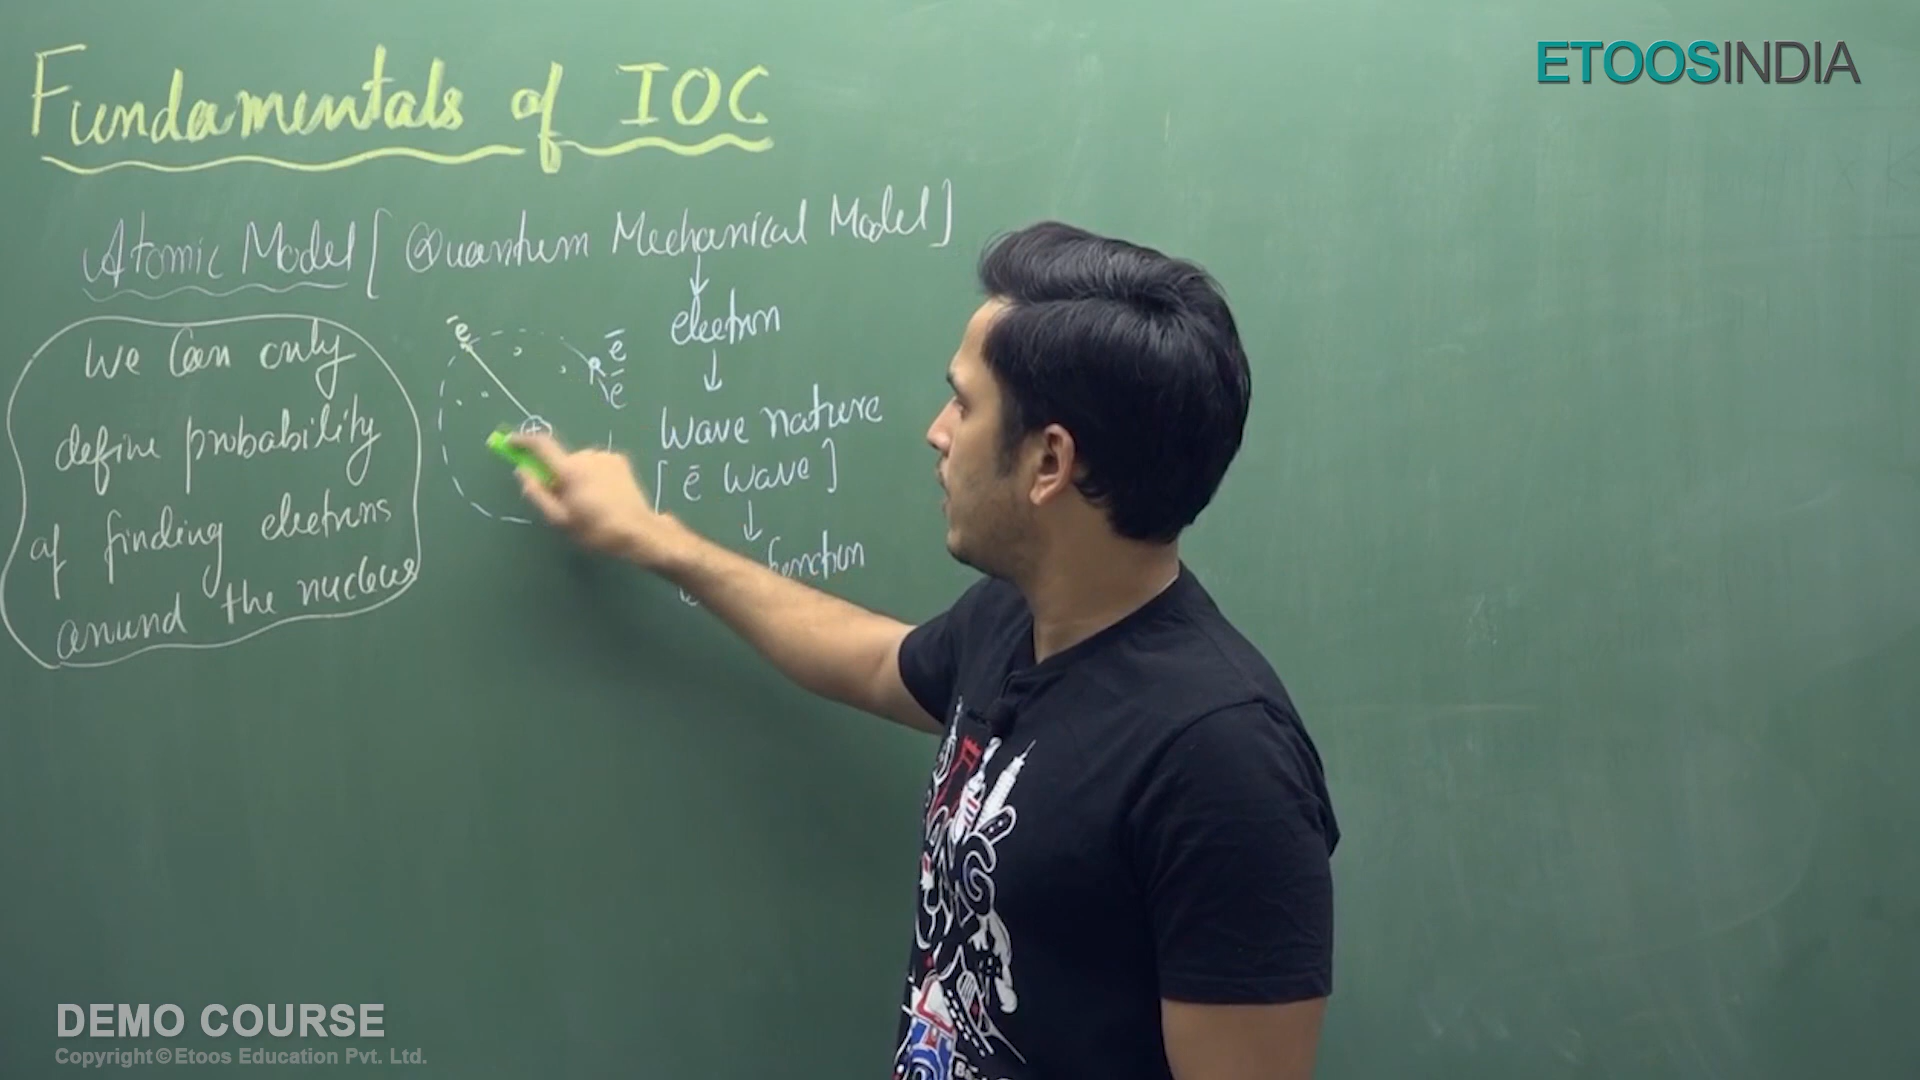 Fundamentals of IOC
ETOOSINDIA
Atomic Model [Quantum Mechanical Model]
We Can only
define probability
of finding electrons
around the nucleus
ē
ē
ē
+
electron
Wave nature
[ē wave]
function
DEMO COURSE
Copyright©Etoos Education Pvt. Ltd.